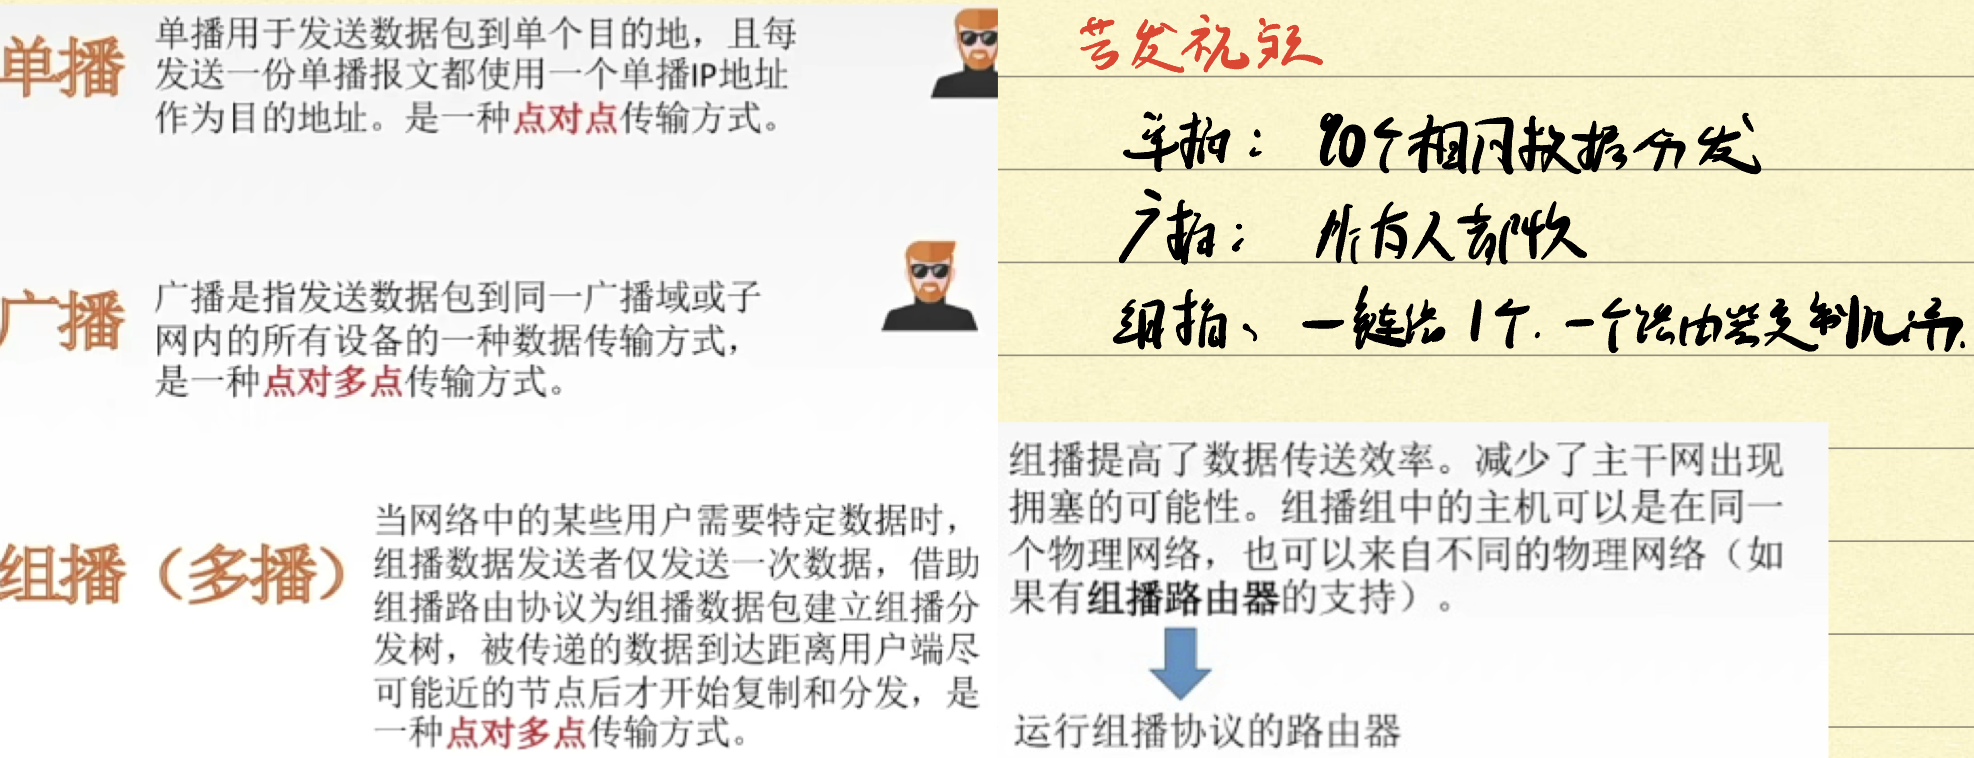 单播
单播用于发送数据包到单个目的地，且每
发送一份单播报文都使用一个单播IP地址
作为目的地址。是一种点对点传输方式。
广播
广播是指发送数据包到同一广播域或子
网内的所有设备的一种数据传输方式，
是一种点对多点传输方式。
组播（多播）
当网络中的某些用户需要特定数据时，
组播数据发送者仅发送一次数据，借助
组播路由协议为组播数据包建立组播分
发树，被传递的数据到达距离用户端尽
可能近的节点后才开始复制和分发，是
一种点对多点传输方式。
发视频
单播： 90个相同数据分发
广播： 所有人都收
组播、 一链路1个. 一个路由器复制几份.
组播提高了数据传送效率。减少了主干网出现
拥塞的可能性。组播组中的主机可以是在同一
个物理网络，也可以来自不同的物理网络（如
果有组播路由器的支持）。
运行组播协议的路由器